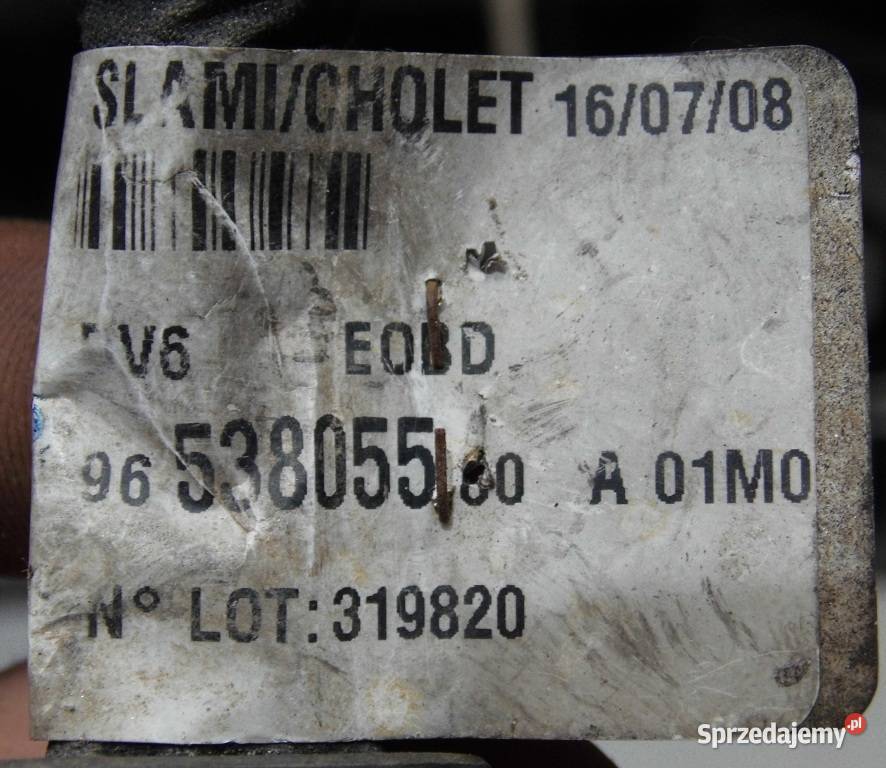 SLAMI/CHOLET 16/07/08
V6 EOBD
96 538055 80 A 01M0
N° LOT: 319820
Sprzedajemy.pl